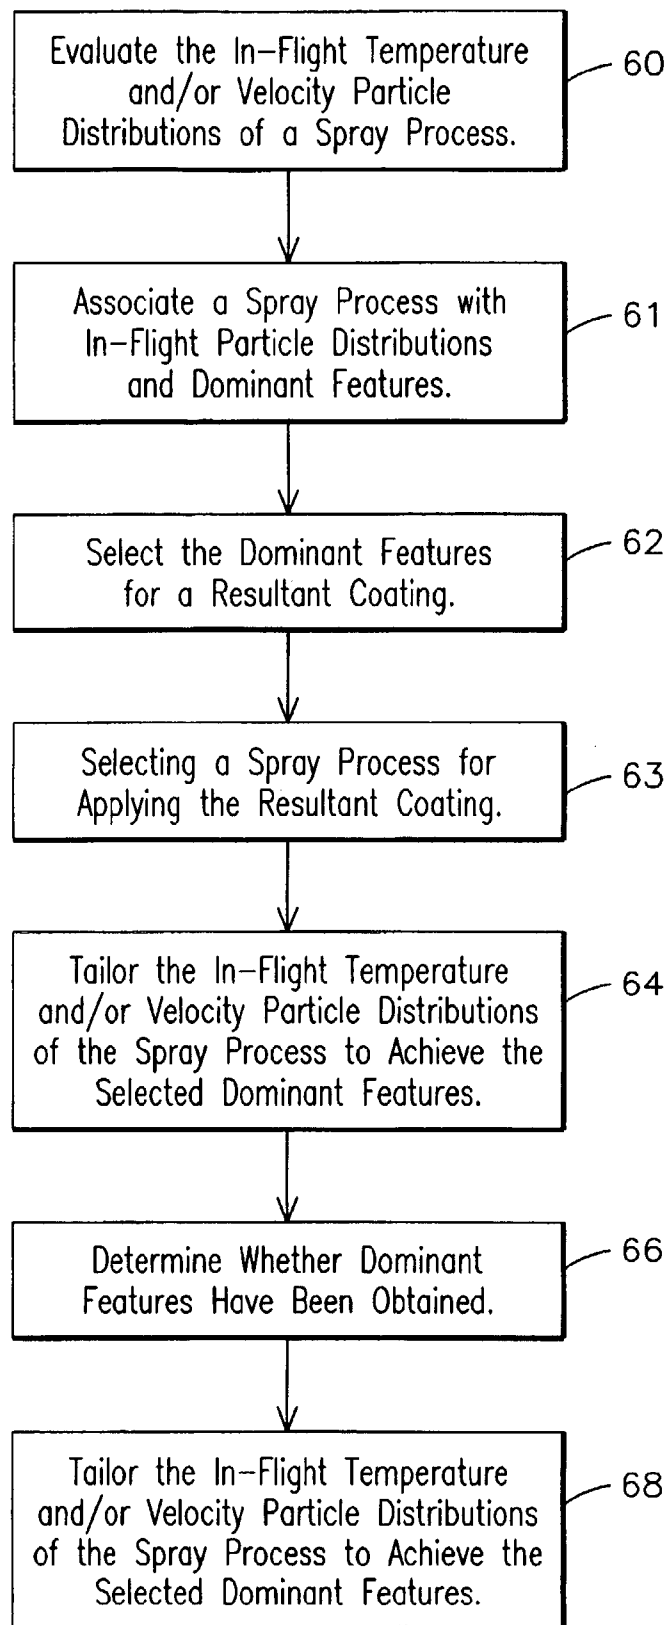 Evaluate the In-Flight Temperature
and/or Velocity Particle
Distributions of a Spray Process.
60
Associate a Spray Process with
In-Flight Particle Distributions
and Dominant Features.
61
Select the Dominant Features
for a Resultant Coating.
62
Selecting a Spray Process for
Applying the Resultant Coating.
63
Tailor the In-Flight Temperature
and/or Velocity Particle Distributions
of the Spray Process to Achieve the
Selected Dominant Features.
64
Determine Whether Dominant
Features Have Been Obtained.
66
Tailor the In-Flight Temperature
and/or Velocity Particle Distributions
of the Spray Process to Achieve the
Selected Dominant Features.
68